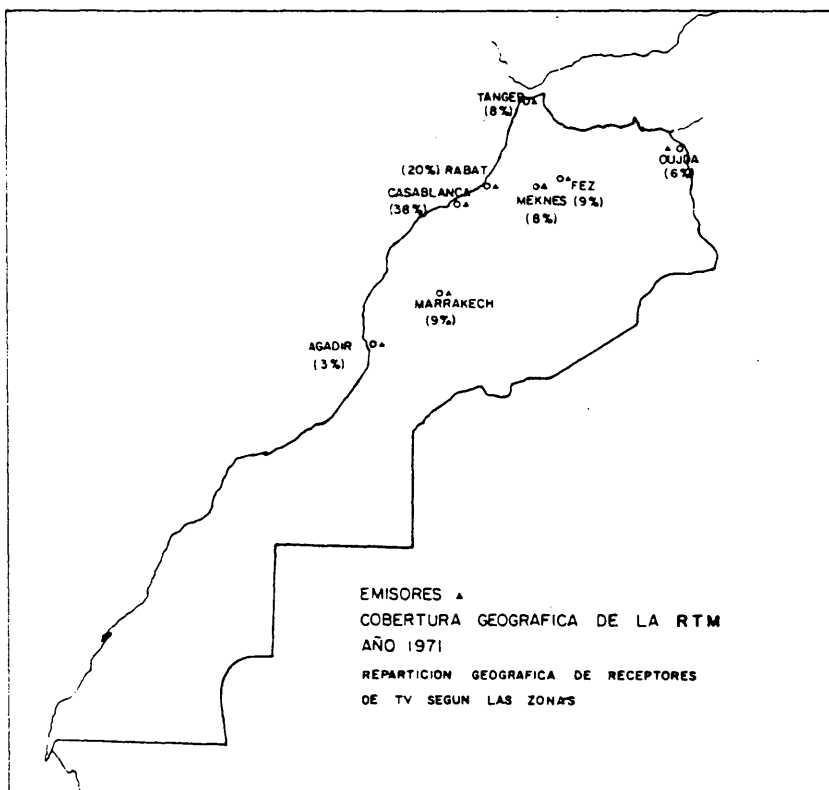 TANGER
(8%)
OUJDA
(6%)
(20%) RABAT
CASABLANCA
(38%)
FEZ
MEKNES (9%)
(8%)
MARRAKECH
(9%)
AGADIR
(3%)
EMISORES ▲
COBERTURA GEOGRAFICA DE LA RTM
AÑO 1971
REPARTICION GEOGRAFICA DE RECEPTORES
DE TV SEGUN LAS ZONAS